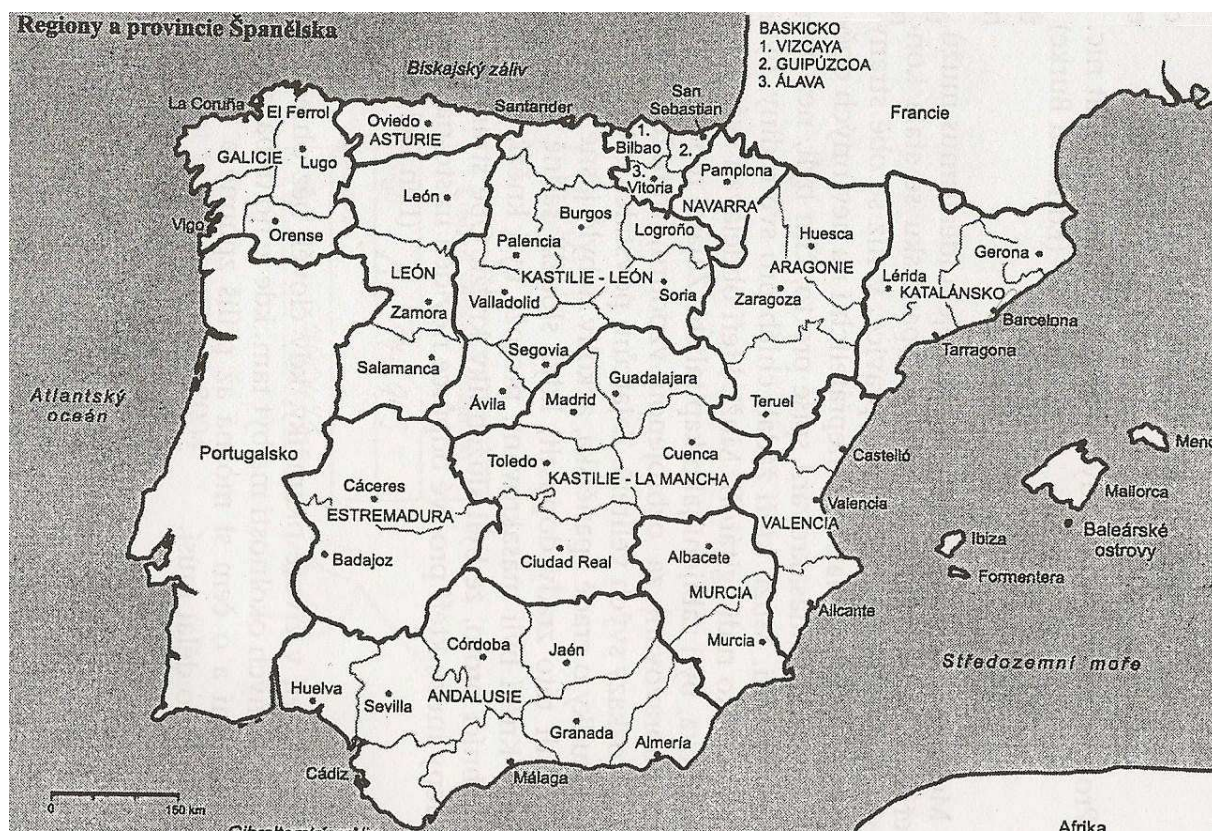 Regiony a provincie Španělska
BASKICKO
1. VIZCAYA
2. GUIPÚZCOA
3. ÁLAVA
Biskajský záliv
Francie
La Coruña
El Ferrol
Oviedo
ASTURIE
Santander
San
Sebastian
1.
Bilbao
2.
3.
Vitoria
GALICIE
Lugo
León
Pamplona
NAVARRA
Vigo
Orense
Burgos
Logroño
Palencia
Huesca
ARAGONIE
Gerona
LEÓN
KASTILIE - LEÓN
Zamora
Valladolid
Soria
Zaragoza
Lérida
KATALÁNSKO
Barcelona
Tarragona
Salamanca
Segovia
Ávila
Madrid
Guadalajara
Teruel
Atlantský
oceán
Portugalsko
Toledo
Cuenca
KASTILIE - LA MANCHA
Castelló
Mallorca
Cáceres
ESTREMADURA
Valencia
VALENCIA
Baleárské
ostrovy
Ibiza
Formentera
Badajoz
Ciudad Real
Albacete
MURCIA
Alicante
Murcia
Córdoba
Jaén
Středozemní moře
Huelva
Sevilla
ANDALUSIE
Granada
Almería
Cádiz
Málaga
0
150 km
Afrika